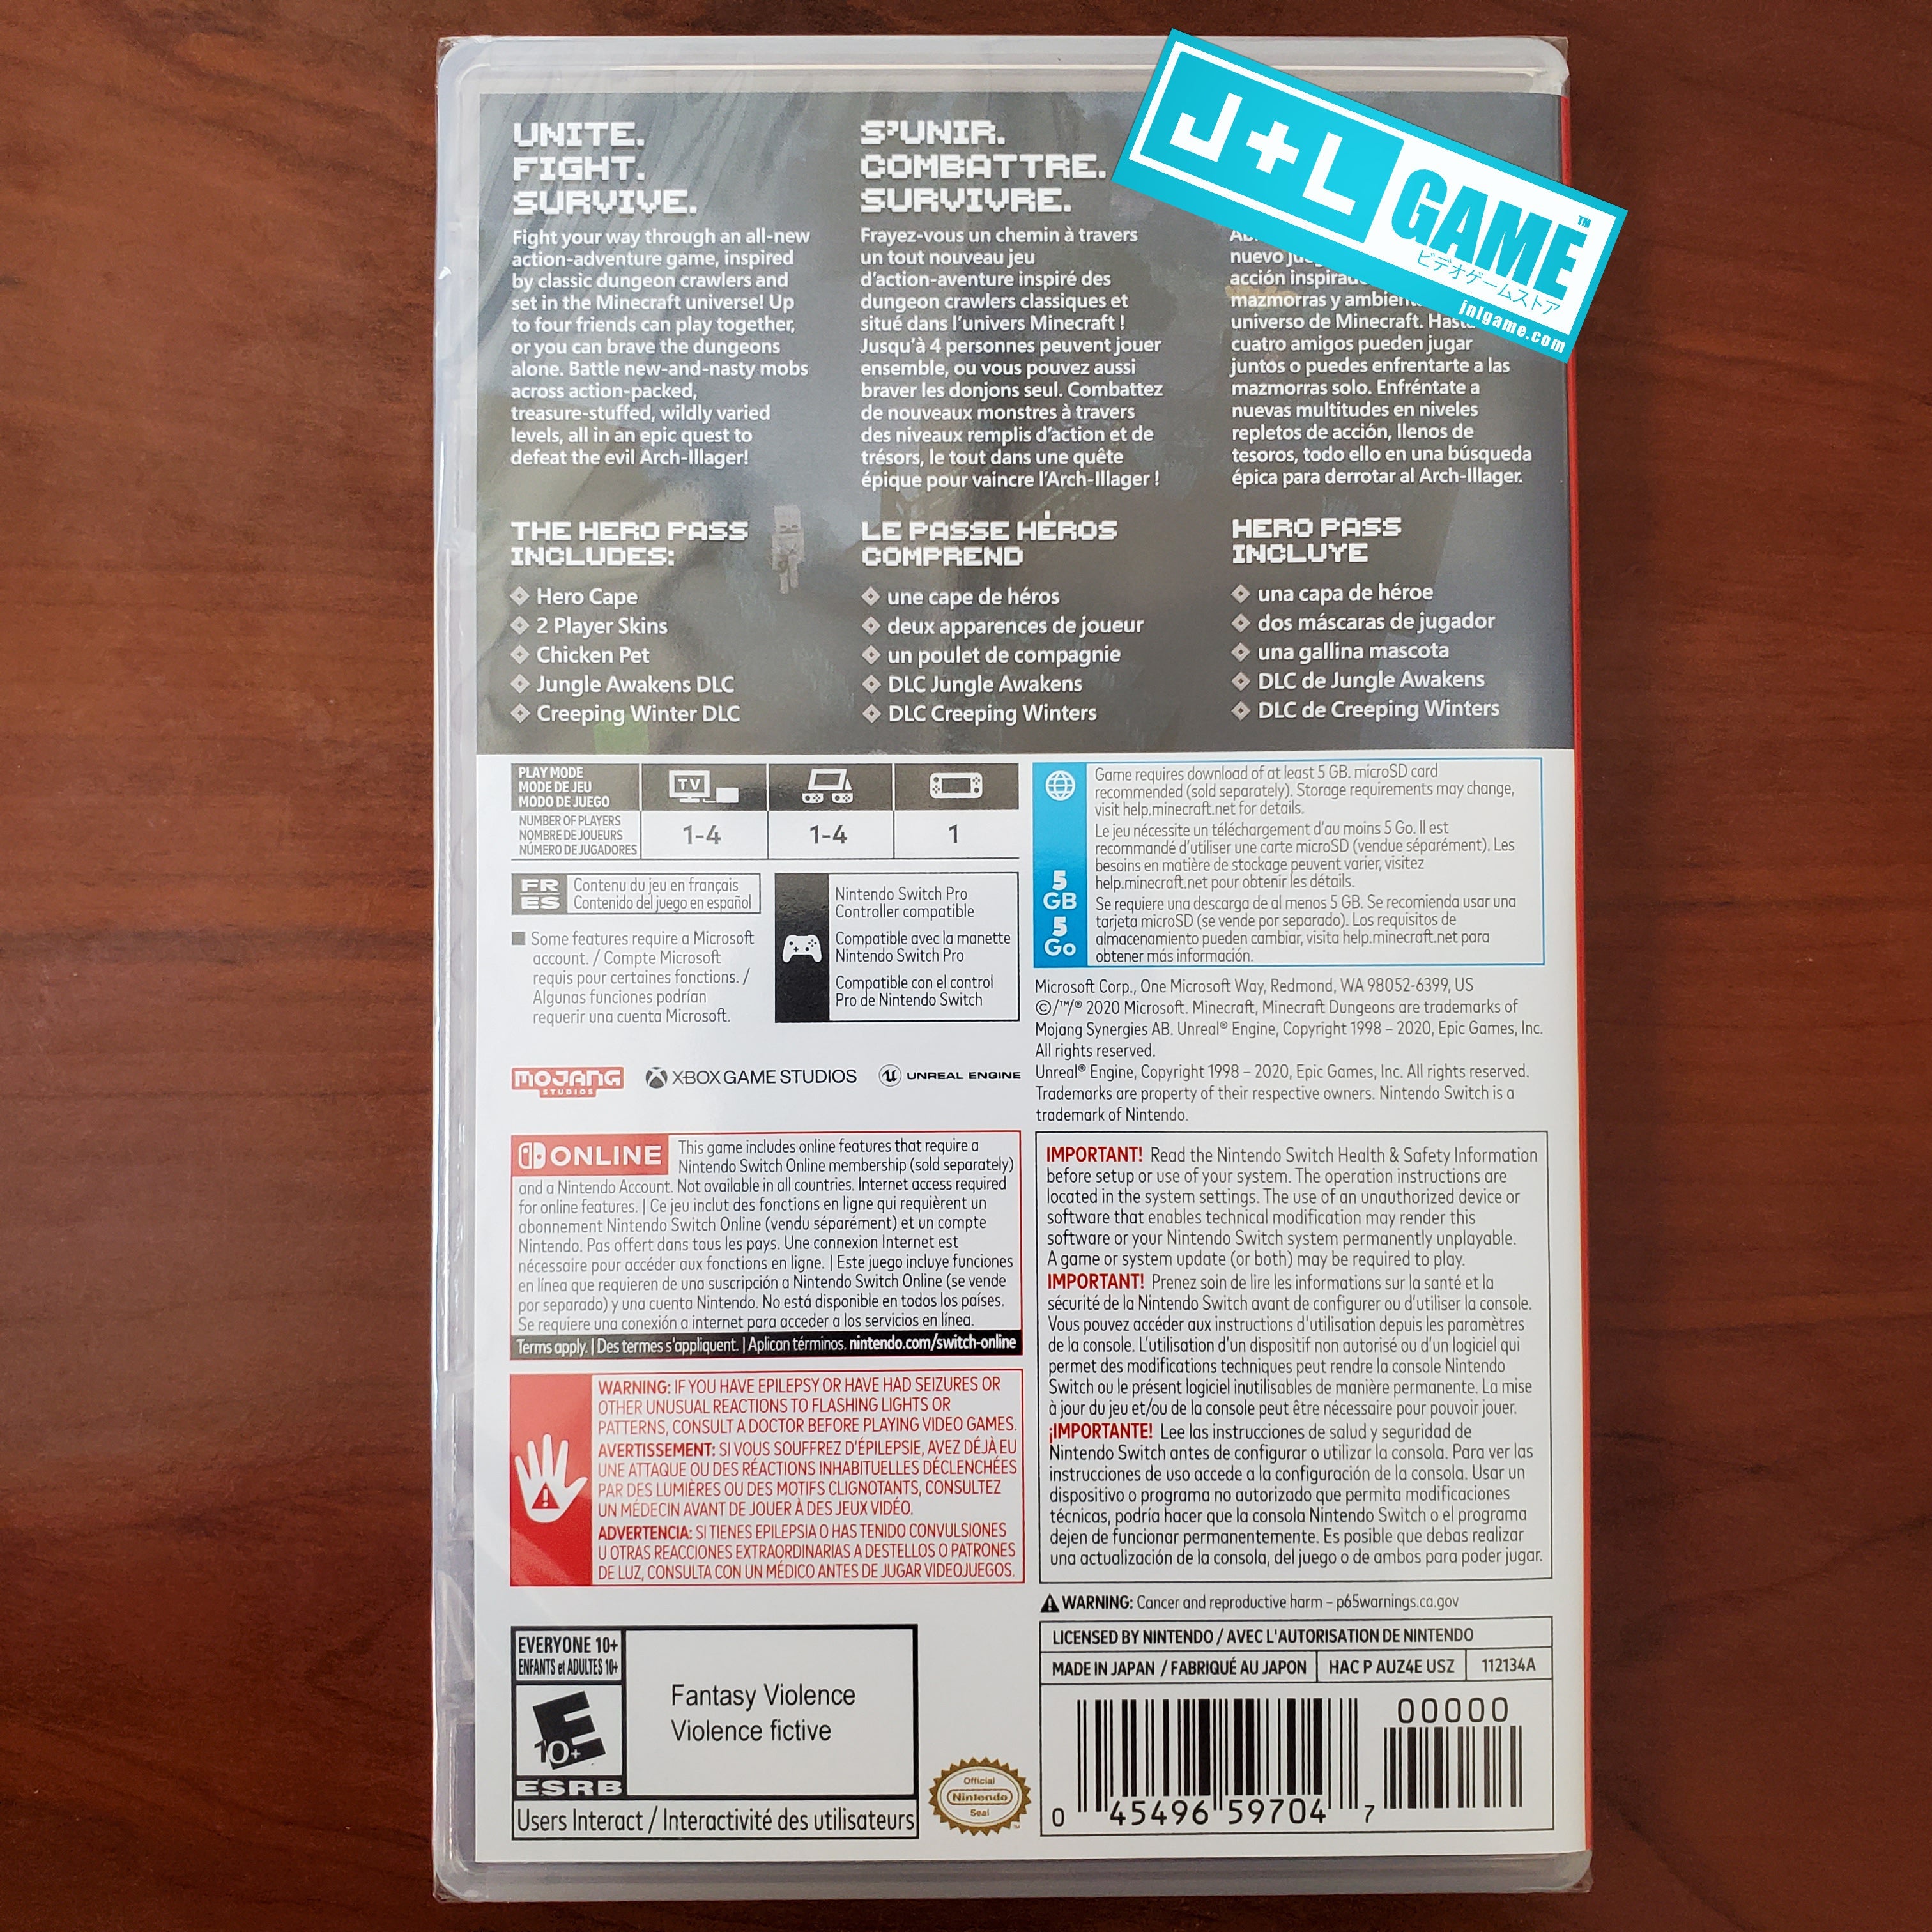 J+L GAME™
ビデオゲームストア
jnlgame.com
UNITE.
FIGHT.
SURVIVE.
Fight your way through an all-new
action-adventure game, inspired
by classic dungeon crawlers and
set in the Minecraft universe! Up
to four friends can play together,
or you can brave the dungeons
alone. Battle new-and-nasty mobs
across action-packed,
treasure-stuffed, wildly varied
levels, all in an epic quest to
defeat the evil Arch-Illager!
S'UNIR.
COMBATTRE.
SURVIVRE.
Frayez-vous un chemin à travers
un tout nouveau jeu
d'action-aventure inspiré des
dungeon crawlers classiques et
situé dans l'univers Minecraft !
Jusqu'à 4 personnes peuvent jouer
ensemble, ou vous pouvez aussi
braver les donjons seul. Combattez
de nouveaux monstres à travers
des niveaux remplis d'action et de
trésors, le tout dans une quête
épique pour vaincre l'Arch-Illager !
nuevo
acción
mazmorras y
universo de Minecraft.
cuatro amigos pueden jugar
juntos o puedes enfrentarte a las
mazmorras solo. Enfréntate a
nuevas multitudes en niveles
repletos de acción, llenos de
tesoros, todo ello en una búsqueda
épica para derrotar al Arch-Illager.
THE HERO PASS
INCLUDES:
Hero Cape
2 Player Skins
Chicken Pet
Jungle Awakens DLC
Creeping Winter DLC
LE PASSE HÉROS
COMPREND
une cape de héros
deux apparences de joueur
un poulet de compagnie
DLC Jungle Awakens
DLC Creeping Winters
HERO PASS
INCLUYE
una capa de héroe
dos máscaras de jugador
una gallina mascota
DLC de Jungle Awakens
DLC de Creeping Winters
PLAY MODE
MODE DE JEU
MODO DE JUEGO
TV
NUMBER OF PLAYERS
NOMBRE DE JOUEURS
NÚMERO DE JUGADORES
1-4 1-4 1
FR
ES
Contenu du jeu en français
Contenido del juego en español
Some features require a Microsoft
account. / Compte Microsoft
requis pour certaines fonctions. /
Algunas funciones podrían
requerir una cuenta Microsoft.
Nintendo Switch Pro
Controller compatible
Compatible avec la manette
Nintendo Switch Pro
Compatible con el control
Pro de Nintendo Switch
5
GB
5
Go
Game requires download of at least 5 GB. microSD card
recommended (sold separately). Storage requirements may change,
visit help.minecraft.net for details.
Le jeu nécessite un téléchargement d'au moins 5 Go. Il est
recommandé d'utiliser une carte microSD (vendue séparément). Les
besoins en matière de stockage peuvent varier, visitez
help.minecraft.net pour obtenir les détails.
Se requiere una descarga de al menos 5 GB. Se recomienda usar una
tarjeta microSD (se vende por separado). Los requisitos de
almacenamiento pueden cambiar, visita help.minecraft.net para
obtener más información.
Microsoft Corp., One Microsoft Way, Redmond, WA 98052-6399, US
©/™/® 2020 Microsoft. Minecraft, Minecraft Dungeons are trademarks of
Mojang Synergies AB. Unreal® Engine, Copyright 1998 – 2020, Epic Games, Inc.
All rights reserved.
Unreal® Engine, Copyright 1998 – 2020, Epic Games, Inc. All rights reserved.
Trademarks are property of their respective owners. Nintendo Switch is a
trademark of Nintendo.
MOJANG
STUDIOS
XBOX GAME STUDIOS
UNREAL ENGINE
ONLINE
This game includes online features that require a
Nintendo Switch Online membership (sold separately)
and a Nintendo Account. Not available in all countries. Internet access required
for online features. | Ce jeu inclut des fonctions en ligne qui requièrent un
abonnement Nintendo Switch Online (vendu séparément) et un compte
Nintendo. Pas offert dans tous les pays. Une connexion Internet est
nécessaire pour accéder aux fonctions en ligne. | Este juego incluye funciones
en línea que requieren de una suscripción a Nintendo Switch Online (se vende
por separado) y una cuenta Nintendo. No está disponible en todos los países.
Se requiere una conexión a internet para acceder a los servicios en línea.
Terms apply. | Des termes s'appliquent. | Aplican términos. nintendo.com/switch-online
WARNING: IF YOU HAVE EPILEPSY OR HAVE HAD SEIZURES OR
OTHER UNUSUAL REACTIONS TO FLASHING LIGHTS OR
PATTERNS, CONSULT A DOCTOR BEFORE PLAYING VIDEO GAMES.
AVERTISSEMENT: SI VOUS SOUFFREZ D'ÉPILEPSIE, AVEZ DÉJÀ EU
UNE ATTAQUE OU DES RÉACTIONS INHABITUELLES DÉCLENCHÉES
PAR DES LUMIÈRES OU DES MOTIFS CLIGNOTANTS, CONSULTEZ
UN MÉDECIN AVANT DE JOUER À DES JEUX VIDÉO.
ADVERTENCIA: SI TIENES EPILEPSIA O HAS TENIDO CONVULSIONES
U OTRAS REACCIONES EXTRAORDINARIAS A DESTELLOS O PATRONES
DE LUZ, CONSULTA CON UN MÉDICO ANTES DE JUGAR VIDEOJUEGOS.
IMPORTANT! Read the Nintendo Switch Health & Safety Information
before setup or use of your system. The operation instructions are
located in the system settings. The use of an unauthorized device or
software that enables technical modification may render this
software or your Nintendo Switch system permanently unplayable.
A game or system update (or both) may be required to play.
IMPORTANT! Prenez soin de lire les informations sur la santé et la
sécurité de la Nintendo Switch avant de configurer ou d'utiliser la console.
Vous pouvez accéder aux instructions d'utilisation depuis les paramètres
de la console. L'utilisation d'un dispositif non autorisé ou d'un logiciel qui
permet des modifications techniques peut rendre la console Nintendo
Switch ou le présent logiciel inutilisables de manière permanente. La mise
à jour du jeu et/ou de la console peut être nécessaire pour pouvoir jouer.
¡IMPORTANTE! Lee las instrucciones de salud y seguridad de
Nintendo Switch antes de configurar o utilizar la consola. Para ver las
instrucciones de uso accede a la configuración de la consola. Usar un
dispositivo o programa no autorizado que permita modificaciones
técnicas, podría hacer que la consola Nintendo Switch o el programa
dejen de funcionar permanentemente. Es posible que debas realizar
una actualización de la consola, del juego o de ambos para poder jugar.
WARNING: Cancer and reproductive harm – p65warnings.ca.gov
LICENSED BY NINTENDO / AVEC L'AUTORISATION DE NINTENDO
MADE IN JAPAN / FABRIQUÉ AU JAPON HAC P AUZ4E USZ 112134A
00000
0 45496 59704 7
EVERYONE 10+
ENFANTS et ADULTES 10+
E
10+
ESRB
Fantasy Violence
Violence fictive
Users Interact / Interactivité des utilisateurs
Official
Nintendo
Seal